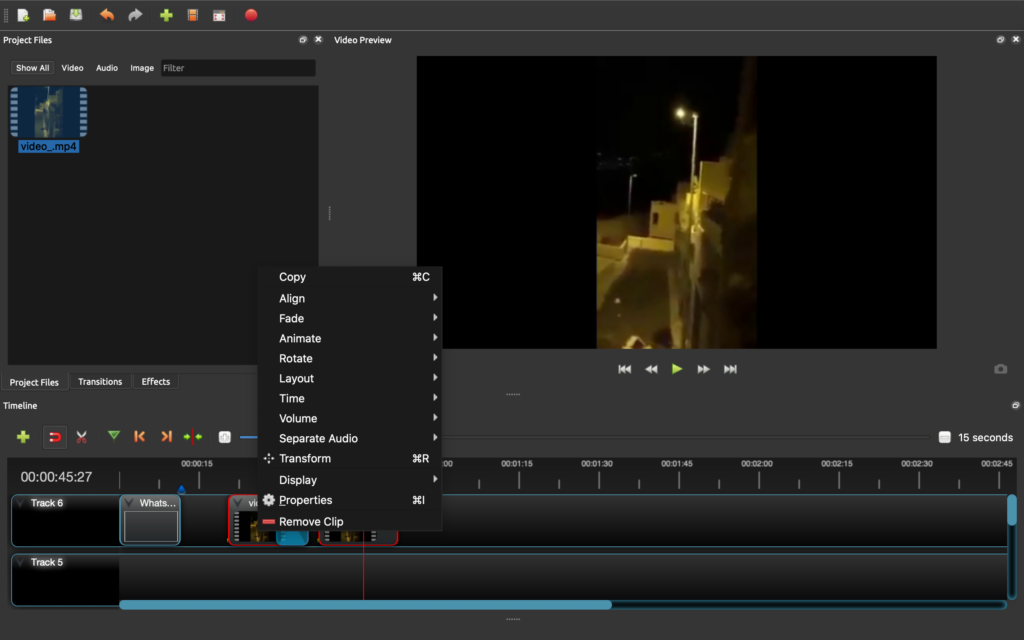 Project Files
Video Preview
Show All
Video
Audio
Image
Filter
video_.mp4
Copy ⌘C
Align
Fade
Animate
Rotate
Layout
Time
Volume
Separate Audio
Transform ⌘R
Display
Properties ⌘I
Remove Clip
Project Files
Transitions
Effects
Timeline
15 seconds
00:00:45:27
00:00:15
:00
00:01:15
00:01:30
00:01:45
00:02:00
00:02:15
00:02:30
00:02:45
Track 6
Whats...
vi
Track 5